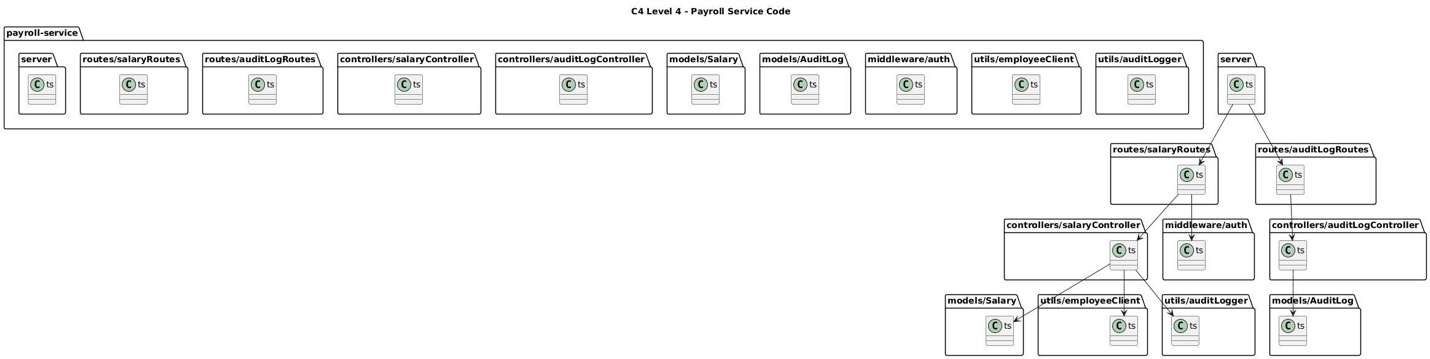 C4 Level 4 - Payroll Service Code
payroll-service
server
routes/salaryRoutes
routes/auditLogRoutes
controllers/salaryController
controllers/auditLogController
models/Salary
models/AuditLog
middleware/auth
utils/employeeClient
utils/auditLogger
server
C ts
C ts
C ts
C ts
C ts
C ts
C ts
C ts
C ts
C ts
C ts
routes/salaryRoutes
routes/auditLogRoutes
C ts
C ts
controllers/salaryController
middleware/auth
controllers/auditLogController
C ts
C ts
C ts
models/Salary
utils/employeeClient
utils/auditLogger
models/AuditLog
C ts
C ts
C ts
C ts